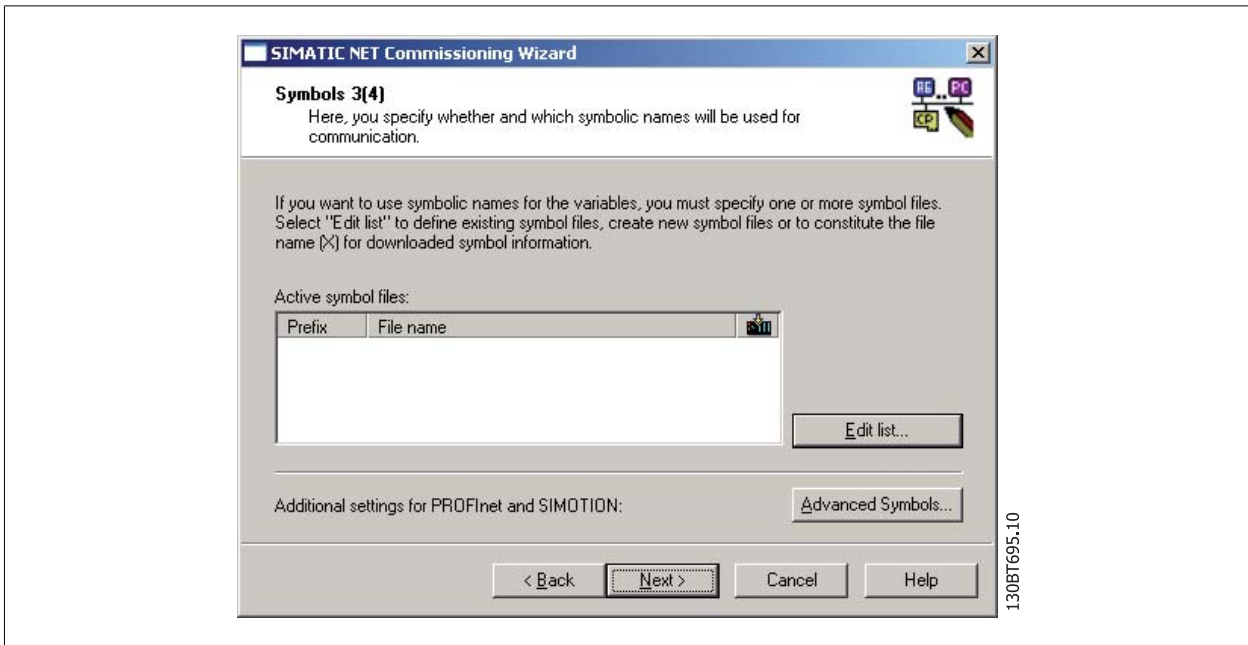 SIMATIC NET Commissioning Wizard
Symbols 3(4)
Here, you specify whether and which symbolic names will be used for
communication.
RG..PC
CP
If you want to use symbolic names for the variables, you must specify one or more symbol files.
Select "Edit list" to define existing symbol files, create new symbol files or to constitute the file
name (X) for downloaded symbol information.
Active symbol files:
Prefix File name
Edit list...
Additional settings for PROFInet and SIMOTION:
Advanced Symbols...
< Back Next > Cancel Help
130BT695.10